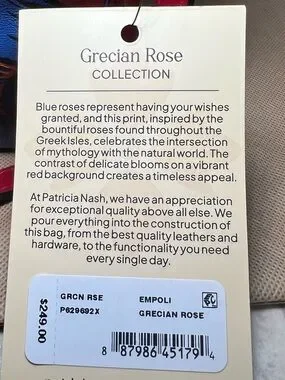 Grecian Rose
COLLECTION
Blue roses represent having your wishes
granted, and this print, inspired by the
bountiful roses found throughout the
Greek Isles, celebrates the intersection
of mythology with the natural world. The
contrast of delicate blooms on a vibrant
red background creates a timeless appeal.
At Patricia Nash, we have an appreciation
for exceptional quality above all else. We
pour everything into the construction of
this bag, from the best quality leathers and
hardware, to the functionality you need
every single day.
$249.00
GRCN RSE EMPOLI
P629692X GRECIAN ROSE
8 87986 45179 4